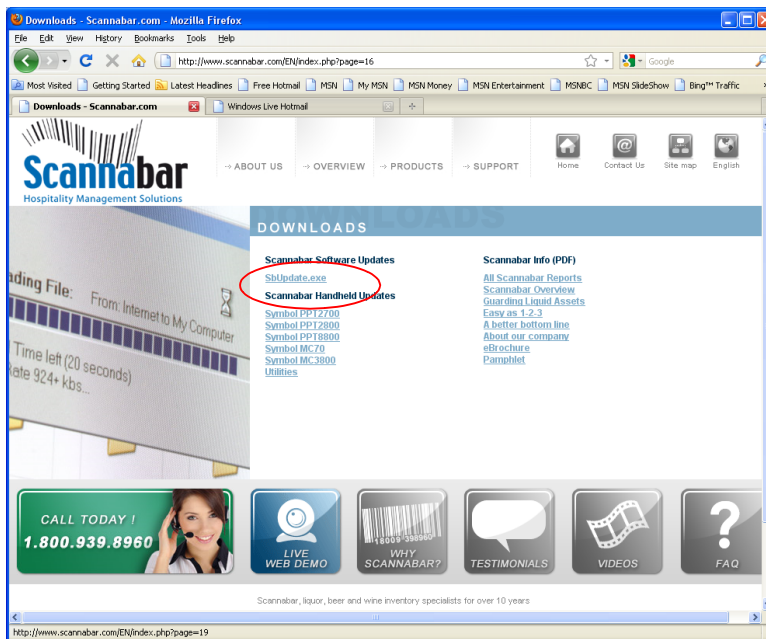 Downloads - Scannabar.com - Mozilla Firefox
File Edit View History Bookmarks Tools Help
http://www.scannabar.com/EN/index.php?page=16
Google
Most Visited Getting Started Latest Headlines Free Hotmail MSN My MSN MSN Money MSN Entertainment MSNBC MSN SlideShow Bing™ Traffic
Downloads - Scannabar.com Windows Live Hotmail
Scannabar
Hospitality Management Solutions
ABOUT US OVERVIEW PRODUCTS SUPPORT
Home Contact Us Site map English
DOWNLOADS
DOWNLOADS
Scannabar Software Updates
SbUpdate.exe
Scannabar Handheld Updates
Symbol PPT2700
Symbol PPT2800
Symbol PPT8800
Symbol MC70
Symbol MC3800
Utilities
Scannabar Info (PDF)
All Scannabar Reports
Scannabar Overview
Guarding Liquid Assets
Easy as 1-2-3
A better bottom line
About our company
eBrochure
Pamphlet
ading File:
From: Internet to My Computer
Time left (20 seconds)
Rate 924+ kbs...
CALL TODAY !
1.800.939.8960
LIVE
WEB DEMO
18009 398960
WHY
SCANNABAR?
TESTIMONIALS
VIDEOS
?
FAQ
Scannabar, liquor, beer and wine inventory specialists for over 10 years
http://www.scannabar.com/EN/index.php?page=19